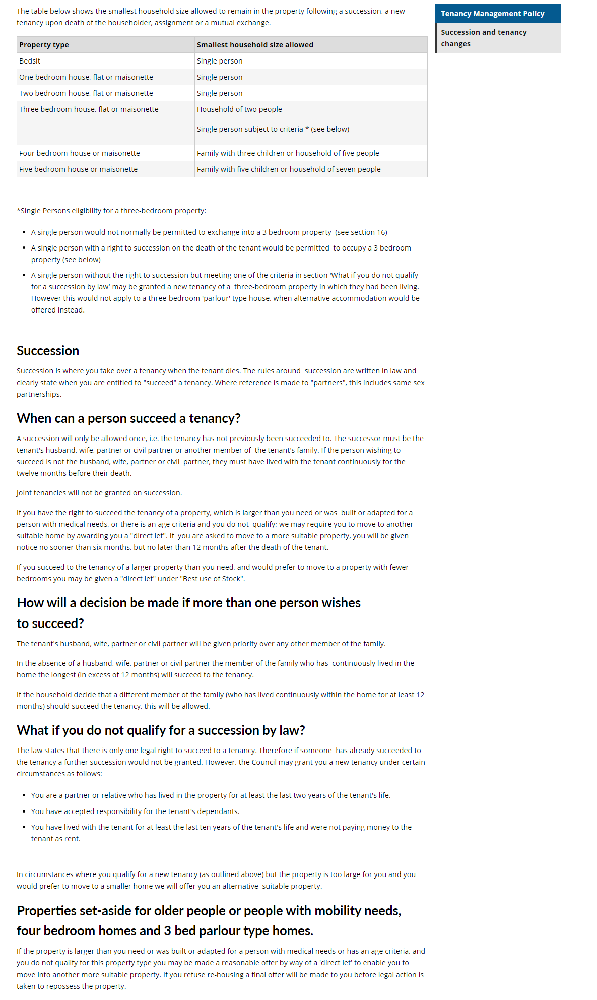 The table below shows the smallest household size allowed to remain in the property following a succession, a new
tenancy upon death of the householder, assignment or a mutual exchange.
Property type Smallest household size allowed
Bedsit Single person
One bedroom house, flat or maisonette Single person
Two bedroom house, flat or maisonette Single person
Three bedroom house, flat or maisonette Household of two people
Single person subject to criteria * (see below)
Four bedroom house or maisonette Family with three children or household of five people
Five bedroom house or maisonette Family with five children or household of seven people
*Single Persons eligibility for a three-bedroom property:
• A single person would not normally be permitted to exchange into a 3 bedroom property (see section 16)
• A single person with a right to succession on the death of the tenant would be permitted to occupy a 3 bedroom
property (see below)
• A single person without the right to succession but meeting one of the criteria in section 'What if you do not qualify
for a succession by law' may be granted a new tenancy of a three-bedroom property in which they had been living.
However this would not apply to a three-bedroom 'parlour' type house, when alternative accommodation would be
offered instead.
Succession
Succession is where you take over a tenancy when the tenant dies. The rules around succession are written in law and
clearly state when you are entitled to "succeed" a tenancy. Where reference is made to "partners", this includes same sex
partnerships.
When can a person succeed a tenancy?
A succession will only be allowed once, i.e. the tenancy has not previously been succeeded to. The successor must be the
tenant's husband, wife, partner or civil partner or another member of the tenant's family. If the person wishing to
succeed is not the husband, wife, partner or civil partner, they must have lived with the tenant continuously for the
twelve months before their death.
Joint tenancies will not be granted on succession.
If you have the right to succeed the tenancy of a property, which is larger than you need or was built or adapted for a
person with medical needs, or there is an age criteria and you do not qualify; we may require you to move to another
suitable home by awarding you a "direct let". If you are asked to move to a more suitable property, you will be given
notice no sooner than six months, but no later than 12 months after the death of the tenant.
If you succeed to the tenancy of a larger property than you need, and would prefer to move to a property with fewer
bedrooms you may be given a "direct let" under "Best use of Stock".
How will a decision be made if more than one person wishes
to succeed?
The tenant's husband, wife, partner or civil partner will be given priority over any other member of the family.
In the absence of a husband, wife, partner or civil partner the member of the family who has continuously lived in the
home the longest (in excess of 12 months) will succeed to the tenancy.
If the household decide that a different member of the family (who has lived continuously within the home for at least 12
months) should succeed the tenancy, this will be allowed.
What if you do not qualify for a succession by law?
The law states that there is only one legal right to succeed to a tenancy. Therefore if someone has already succeeded to
the tenancy a further succession would not be granted. However, the Council may grant you a new tenancy under certain
circumstances as follows:
• You are a partner or relative who has lived in the property for at least the last two years of the tenant's life.
• You have accepted responsibility for the tenant's dependants.
• You have lived with the tenant for at least the last ten years of the tenant's life and were not paying money to the
tenant as rent.
In circumstances where you qualify for a new tenancy (as outlined above) but the property is too large for you and you
would prefer to move to a smaller home we will offer you an alternative suitable property.
Properties set-aside for older people or people with mobility needs,
four bedroom homes and 3 bed parlour type homes.
If the property is larger than you need or was built or adapted for a person with medical needs or has an age criteria, and
you do not qualify for this property type you may be made a reasonable offer by way of a 'direct let' to enable you to
move into another more suitable property. If you refuse re-housing a final offer will be made to you before legal action is
taken to repossess the property.
Tenancy Management Policy
Succession and tenancy
changes